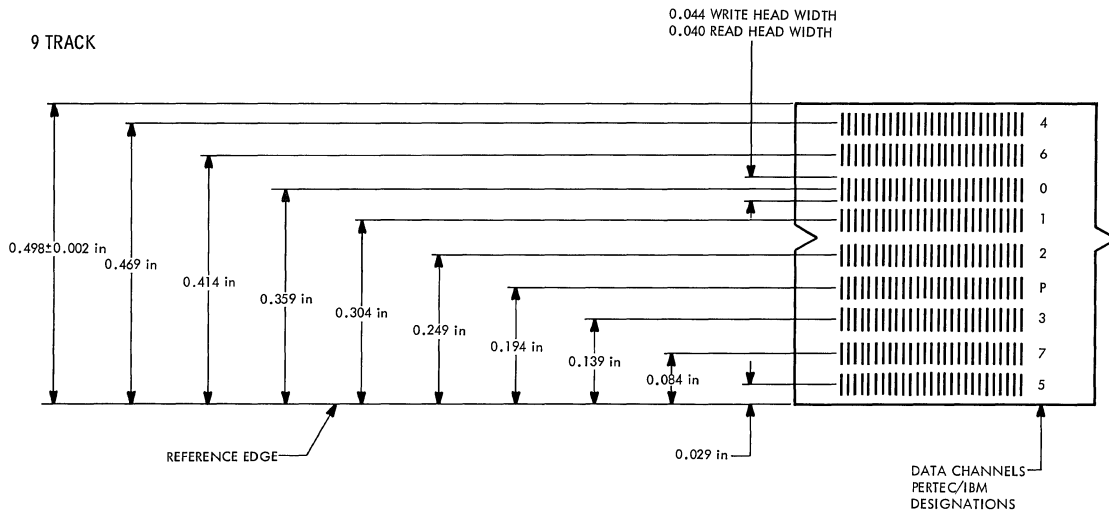 0.044 WRITE HEAD WIDTH
0.040 READ HEAD WIDTH
9 TRACK
4
6
0
1
2
P
3
7
5
0.498±0.002 in
0.469 in
0.414 in
0.359 in
0.304 in
0.249 in
0.194 in
0.139 in
0.084 in
0.029 in
REFERENCE EDGE
DATA CHANNELS
PERTEC/IBM
DESIGNATIONS